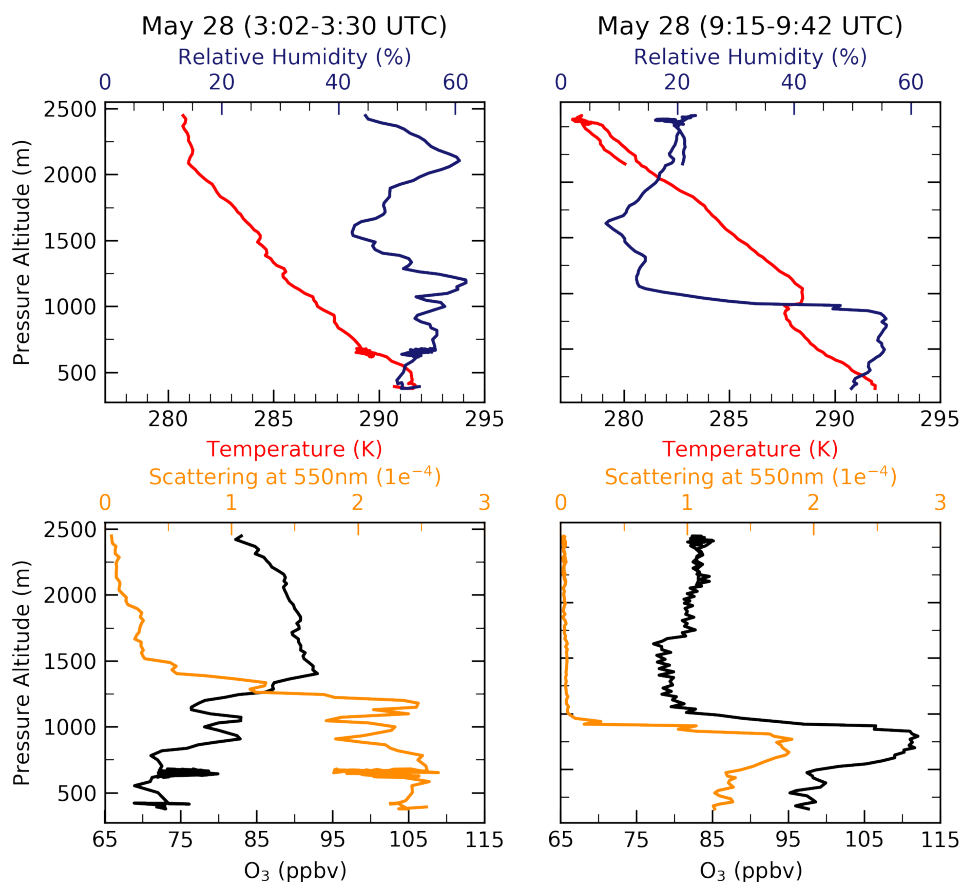 May 28 (3:02-3:30 UTC)
Relative Humidity (%)
0 20 40 60
2500
2000
1500
1000
500
Pressure Altitude (m)
280 285 290 295
Temperature (K)
May 28 (9:15-9:42 UTC)
Relative Humidity (%)
0 20 40 60
280 285 290 295
Temperature (K)
Scattering at 550nm (1e⁻⁴)
0 1 2 3
2500
2000
1500
1000
500
Pressure Altitude (m)
65 75 85 95 105 115
O₃ (ppbv)
Scattering at 550nm (1e⁻⁴)
0 1 2 3
65 75 85 95 105 115
O₃ (ppbv)